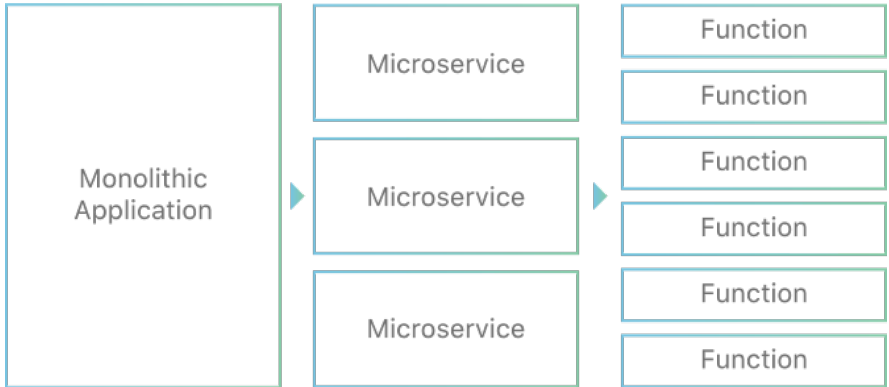 Monolithic
Application
Microservice
Microservice
Microservice
Function
Function
Function
Function
Function
Function